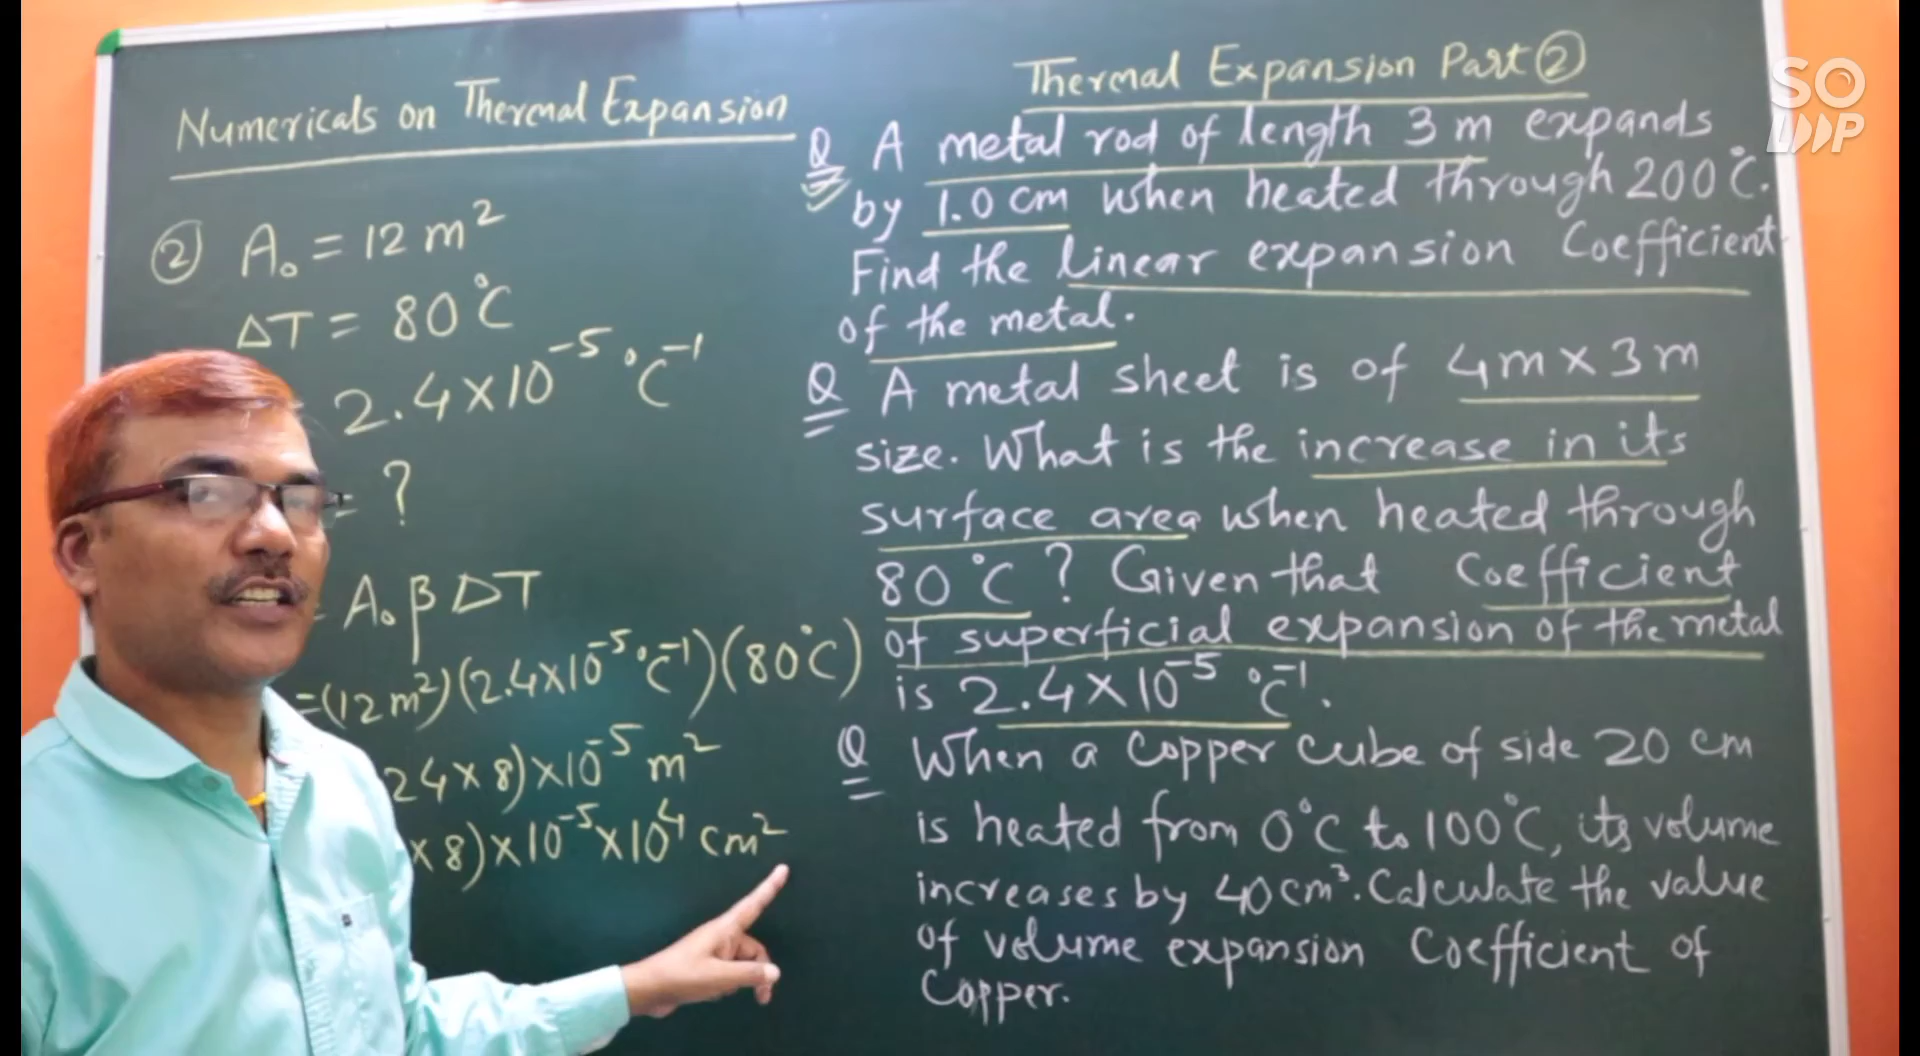 Numericals on Thermal Expansion
② A₀ = 12 m²
ΔT = 80°C
2.4×10⁻⁵ °C⁻¹
= ?
= A₀ β ΔT
=(12 m²)(2.4×10⁻⁵ °C⁻¹)(80°C)
24×8)×10⁻⁵ m²
×8)×10⁻⁵×10⁴ cm²
Thermal Expansion Part ②
Q A metal rod of length 3 m expands
by 1.0 cm when heated through 200°C.
Find the linear expansion Coefficient
of the metal.
Q A metal sheet is of 4m×3m
size. What is the increase in its
surface area when heated through
80°C? Given that Coefficient
of superficial expansion of the metal
is 2.4×10⁻⁵ °C⁻¹.
Q When a copper cube of side 20 cm
is heated from 0°C to 100°C, its volume
increases by 40cm³. Calculate the value
of volume expansion Coefficient of
Copper.
SO
LOOP